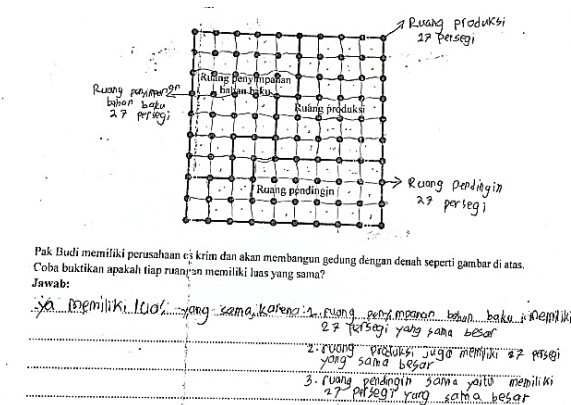 Ruang produksi
27 persegi
Ruang penyimpanan
bahan baku
Ruang penyimpanan
bahan baku
27 persegi
Ruang produksi
Ruang pendingin
Ruang Pendingin
27 persegi
Pak Budi memiliki perusahaan es krim dan akan membangun gedung dengan denah seperti gambar di atas.
Coba buktikan apakah tiap ruangan memiliki luas yang sama?
Jawab:
ya memiliki luas yang sama, karena: 1. ruang penyimpanan bahan baku memiliki
27 persegi yang sama besar
2. ruang produksi juga memiliki 27 persegi
yang sama besar
3. ruang pendingin sama yaitu memiliki
27 persegi yang sama besar